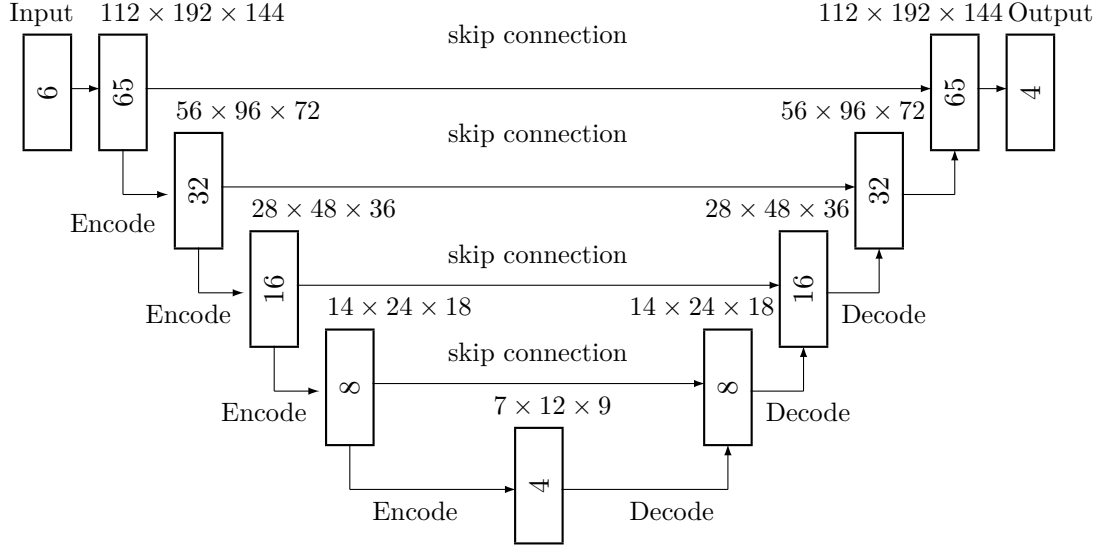 Input
112 × 192 × 144
skip connection
112 × 192 × 144
Output
6
65
65
4
56 × 96 × 72
skip connection
56 × 96 × 72
32
32
Encode
28 × 48 × 36
skip connection
28 × 48 × 36
16
16
Encode
Decode
14 × 24 × 18
skip connection
14 × 24 × 18
8
8
Encode
Decode
7 × 12 × 9
4
Encode
Decode